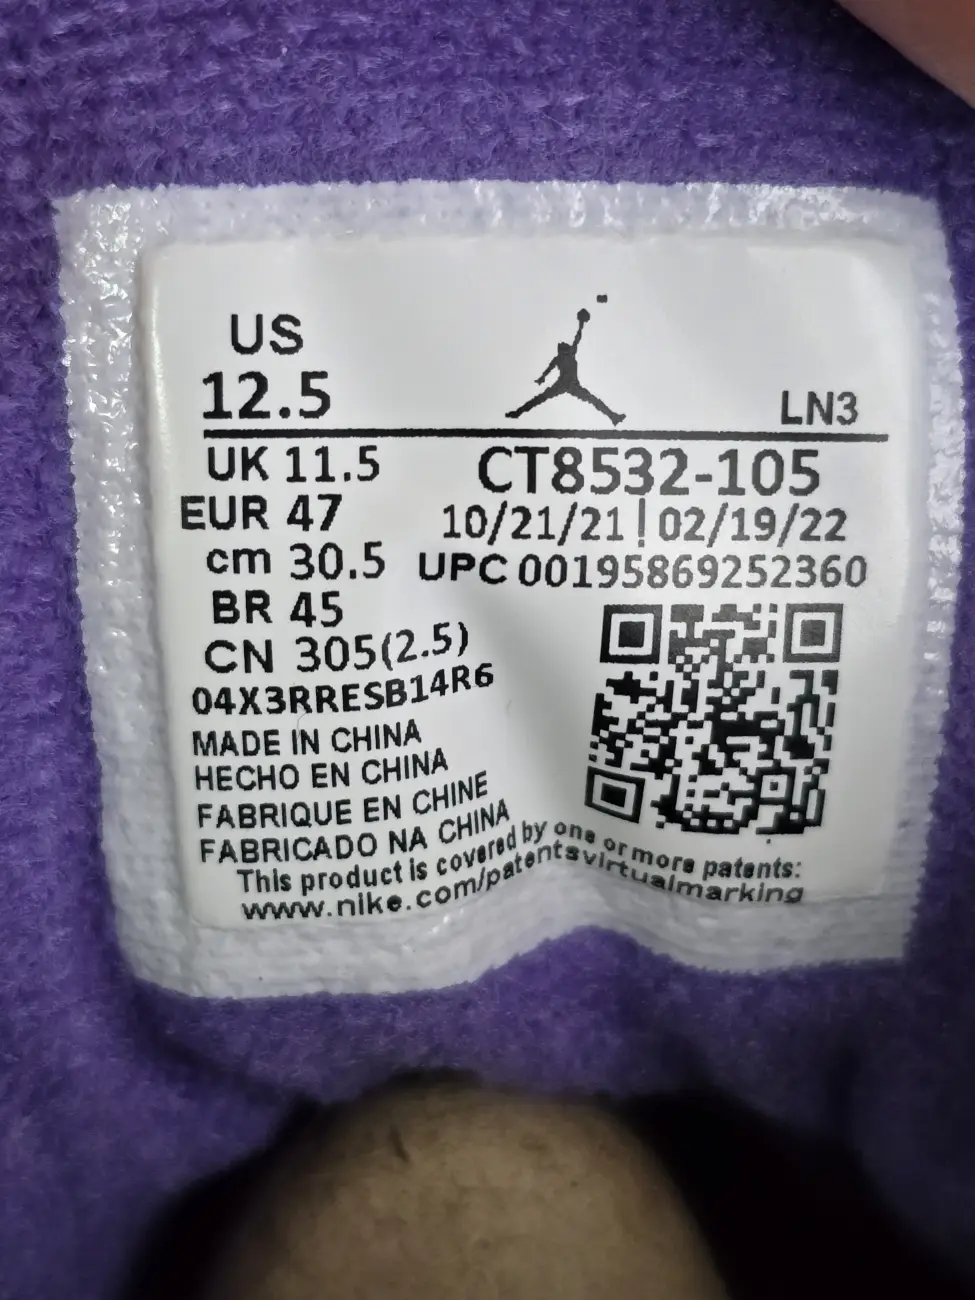 US
12.5
LN3
UK 11.5
CT8532-105
EUR 47
10/21/21 | 02/19/22
cm 30.5
UPC 00195869252360
BR 45
CN 305(2.5)
04X3RRESB14R6
MADE IN CHINA
HECHO EN CHINA
FABRIQUE EN CHINE
FABRICADO NA CHINA
This product is covered by one or more patents:
www.nike.com/patentsvirtualmarking